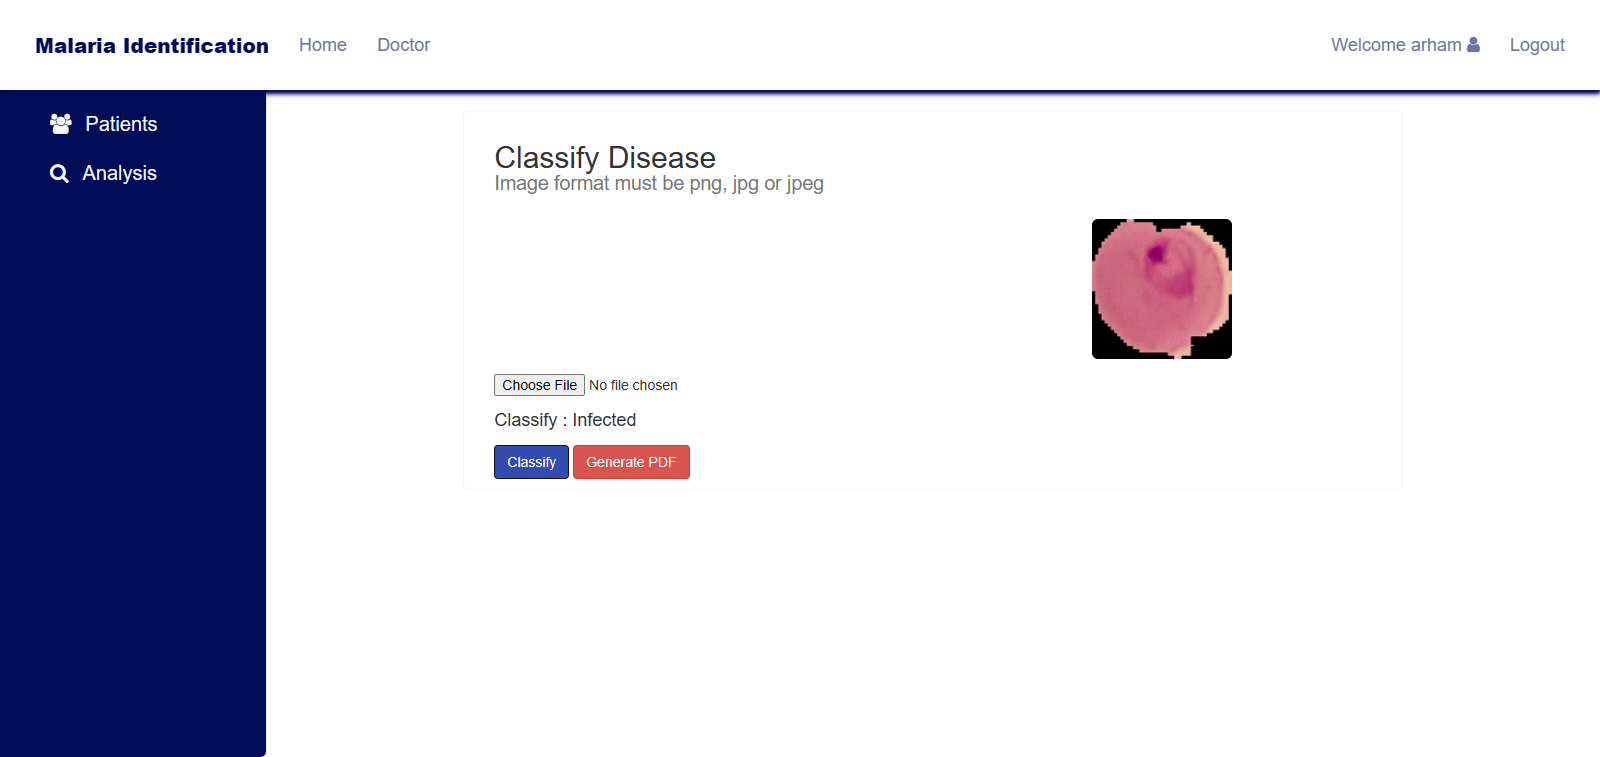 Malaria Identification Home Doctor Welcome arham Logout
Patients
Analysis
Classify Disease
Image format must be png, jpg or jpeg
Choose File No file chosen
Classify : Infected
Classify Generate PDF